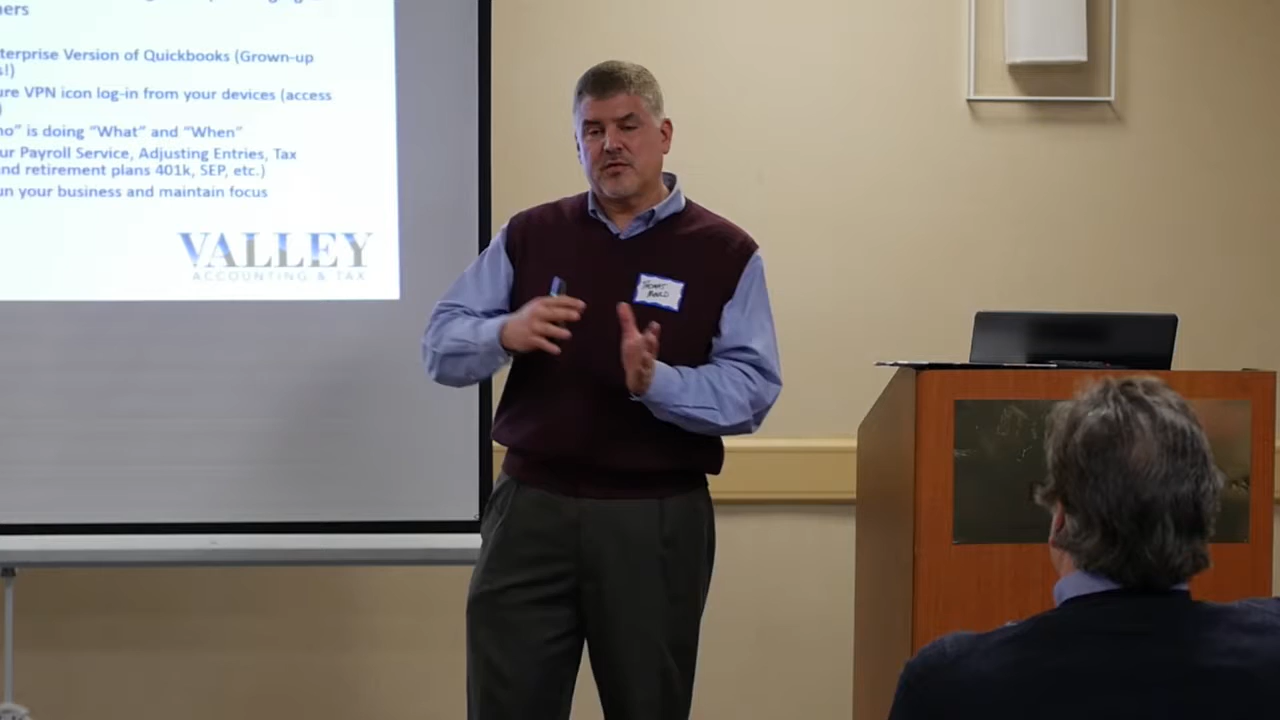 ners
terprise Version of Quickbooks (Grown-up
s!)
ure VPN icon log-in from your devices (access
)
ho" is doing "What" and "When"
ur Payroll Service, Adjusting Entries, Tax
nd retirement plans 401k, SEP, etc.)
un your business and maintain focus
VALLEY
ACCOUNTING & TAX
THOMAS